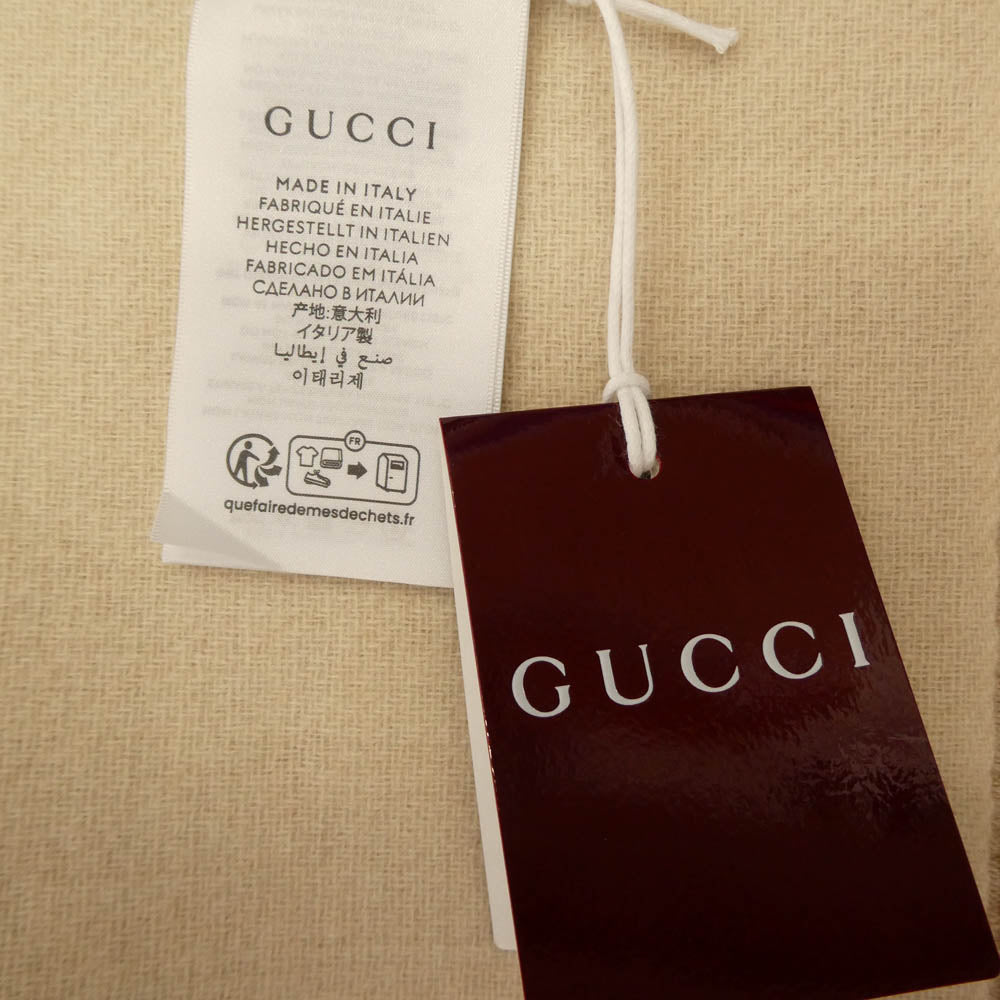 GUCCI
MADE IN ITALY
FABRIQUÉ EN ITALIE
HERGESTELLT IN ITALIEN
HECHO EN ITALIA
FABRICADO EM ITÁLIA
СДЕЛАНО В ИТАЛИИ
产地:意大利
イタリア製
صنع في إيطاليا
이태리제
FR
quefairedemesdechets.fr
GUCCI